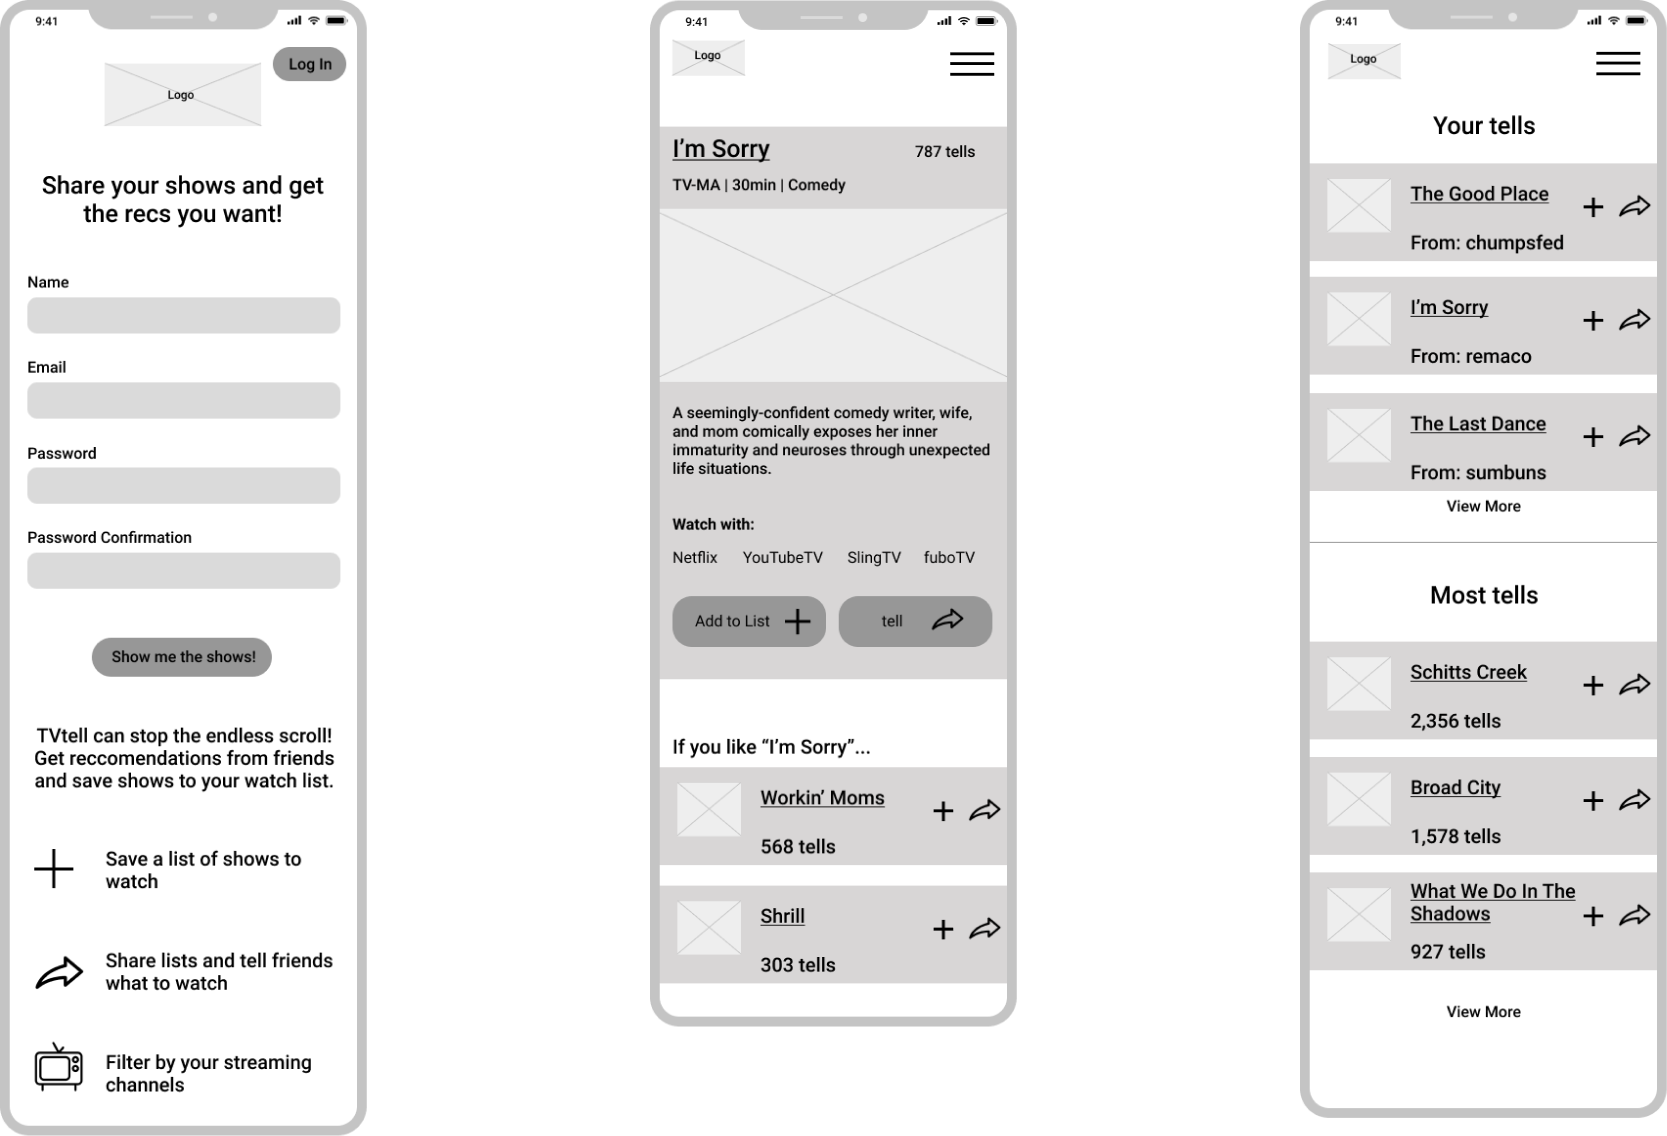 9:41
Log In
Logo
Share your shows and get
the recs you want!
Name
Email
Password
Password Confirmation
Show me the shows!
TVtell can stop the endless scroll!
Get reccomendations from friends
and save shows to your watch list.
Save a list of shows to
watch
Share lists and tell friends
what to watch
Filter by your streaming
channels
9:41
Logo
I'm Sorry
787 tells
TV-MA | 30min | Comedy
A seemingly-confident comedy writer, wife,
and mom comically exposes her inner
immaturity and neuroses through unexpected
life situations.
Watch with:
Netflix YouTubeTV SlingTV fuboTV
Add to List
tell
If you like “I'm Sorry”...
Workin' Moms
568 tells
Shrill
303 tells
9:41
Logo
Your tells
The Good Place
From: chumpsfed
I'm Sorry
From: remaco
The Last Dance
From: sumbuns
View More
Most tells
Schitts Creek
2,356 tells
Broad City
1,578 tells
What We Do In The
Shadows
927 tells
View More